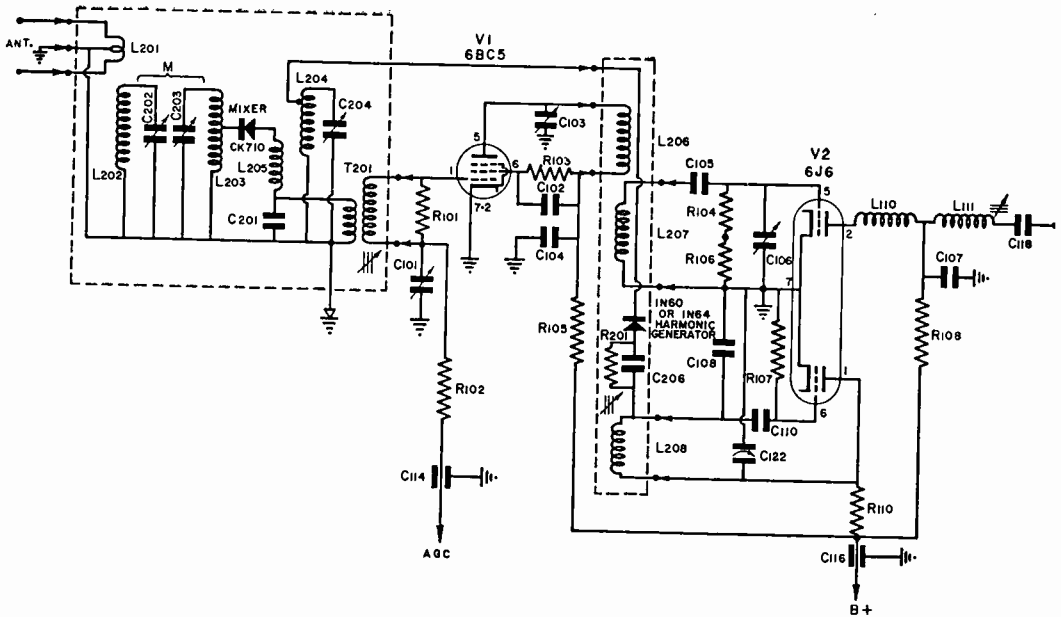 ANT.
L201
M
C202
C203
L202
L203
MIXER
CK710
L205
C201
L204
C204
T201
V1
6BC5
5
1
6
7-2
R101
C101
R102
C114
AGC
R103
C102
C104
C103
R105
L206
L207
L208
R201
C206
IN60
OR IN64
HARMONIC
GENERATOR
C105
R104
R106
C106
C108
R107
C110
C122
V2
6J6
5
2
7
1
6
L110
L111
C118
C107
R108
R110
C116
B+